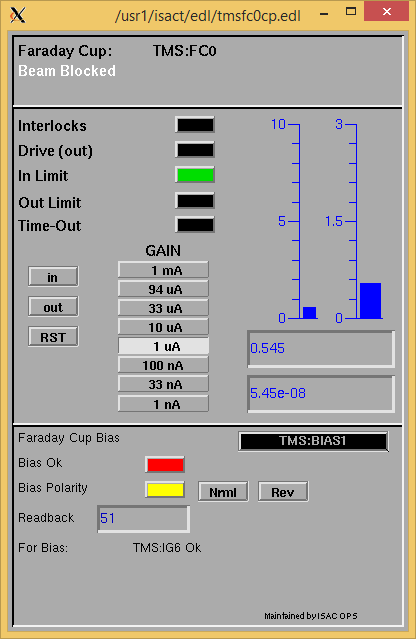 /usr1/isact/edl/tmsfc0cp.edl
Faraday Cup: TMS:FC0
Beam Blocked
Interlocks
Drive (out)
In Limit
Out Limit
Time-Out
10
5
0
3
1.5
0
GAIN
1 mA
94 uA
33 uA
10 uA
1 uA
100 nA
33 nA
1 nA
in
out
RST
0.545
5.45e-08
Faraday Cup Bias TMS:BIAS1
Bias Ok
Bias Polarity Nrml Rev
Readback 51
For Bias: TMS:IG6 Ok
Maintained by ISAC OPS